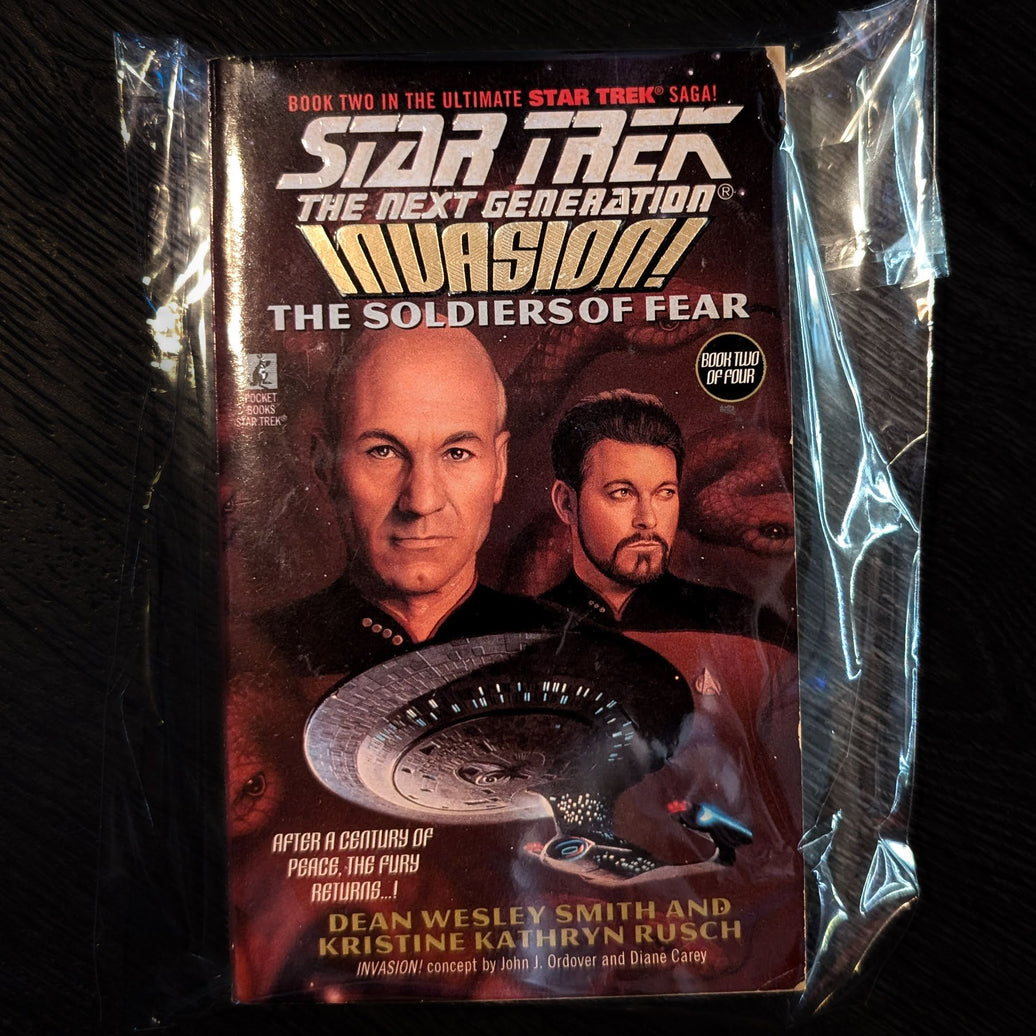 BOOK TWO IN THE ULTIMATE STAR TREK® SAGA!
STAR TREK
THE NEXT GENERATION®
INVASION!
THE SOLDIERS OF FEAR
BOOK TWO
OF FOUR
POCKET
BOOKS
STAR TREK®
AFTER A CENTURY OF
PEACE, THE FURY
RETURNS...!
DEAN WESLEY SMITH AND
KRISTINE KATHRYN RUSCH
INVASION! concept by John J. Ordover and Diane Carey